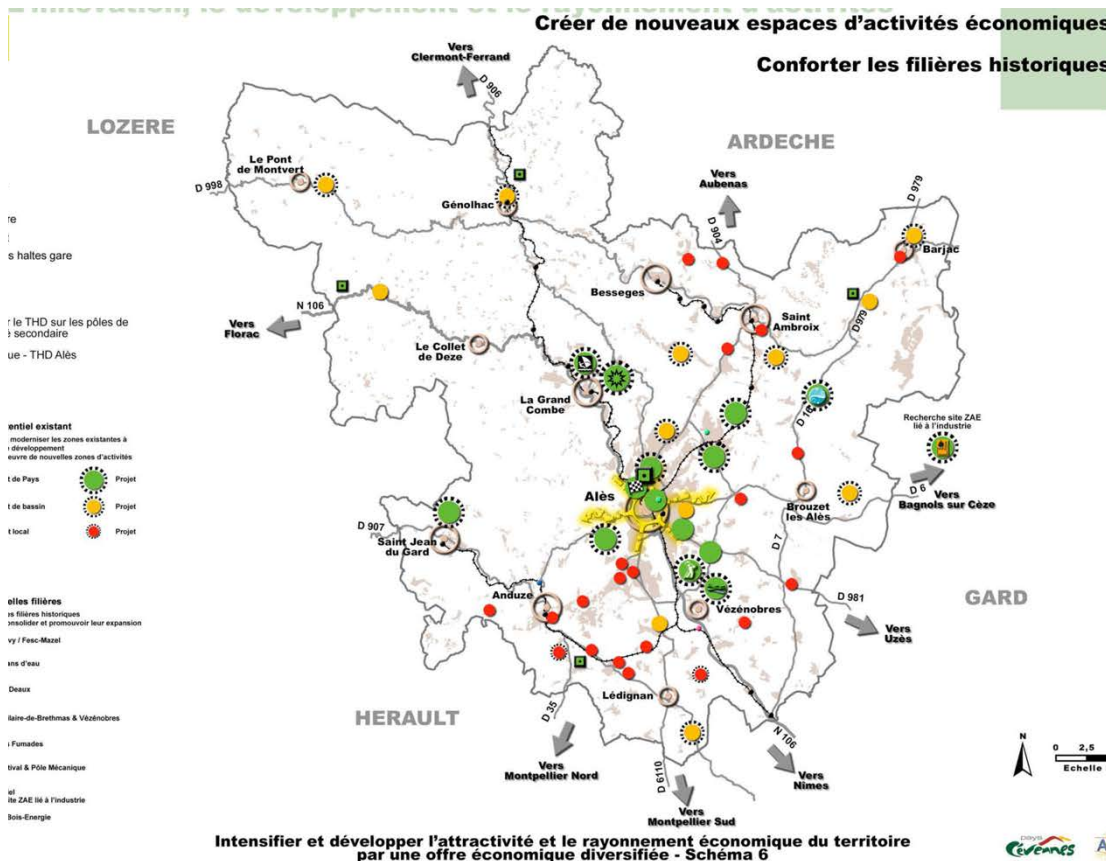 Créer de nouveaux espaces d'activités économiques
Conforter les filières historiques
Vers
Clermont-Ferrand
D 906
LOZERE
ARDECHE
Le Pont
de Montvert
D 998
Génolhac
Vers
Aubenas
D 904
D 979
Barjac
Besseges
N 106
Vers
Florac
Saint
Ambroix
D979
Le Collet
de Deze
La Grand
Combe
D 16
Recherche site ZAE
lié à l'industrie
D 6
Vers
Bagnols sur Cèze
Alès
Brouzet
les Alès
D 907
Saint Jean
du Gard
D 7
D 981
Vers
Uzès
GARD
Anduze
Vézénobres
Lédignan
HERAULT
D 35
Vers
Montpellier Nord
D 6110
Vers
Montpellier Sud
N 106
Vers
Nîmes
N
0 2,5
Echelle
re
s haltes gare
r le THD sur les pôles de
é secondaire
ue - THD Alès
tentiel existant
moderniser les zones existantes à
développement
euvre de nouvelles zones d'activités
t de Pays Projet
t de bassin Projet
t local Projet
elles filières
es filières historiques
onsolider et promouvoir leur expansion
vy / Fesc-Mazel
ans d'eau
Deaux
ilaire-de-Brethmas & Vézénobres
Fumades
tival & Pôle Mécanique
iel
ite ZAE lié à l'industrie
Bois-Energie
Intensifier et développer l'attractivité et le rayonnement économique du territoire
par une offre économique diversifiée - Schéma 6
pays
Cévennes